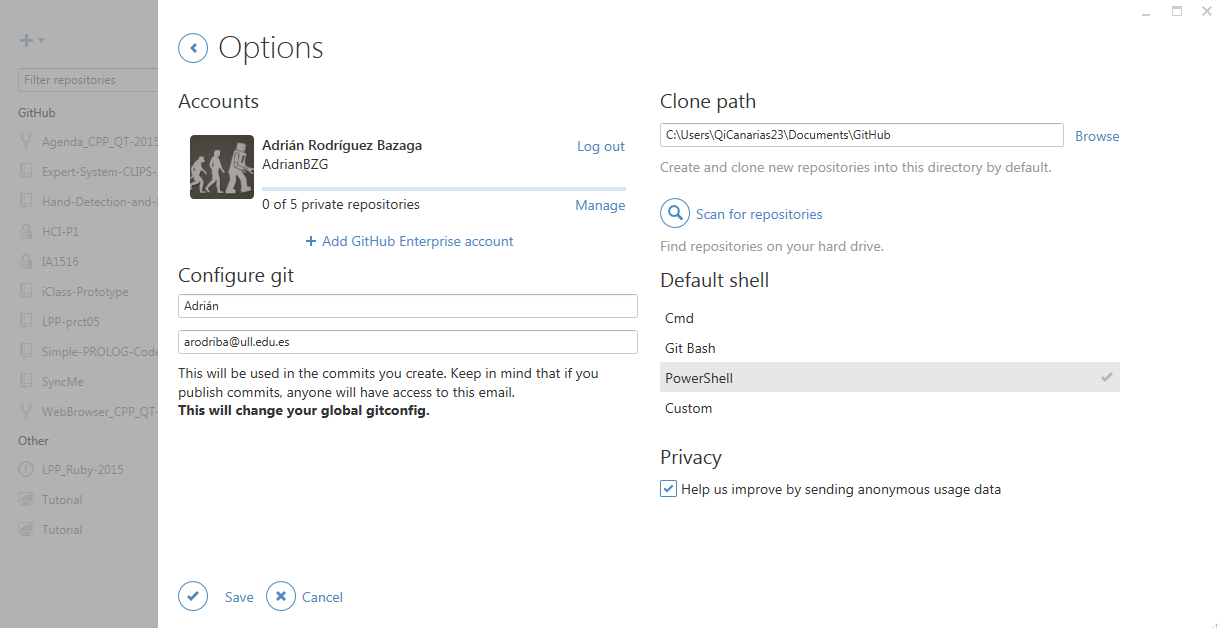 Filter repositories
GitHub
Agenda_CPP_QT-2015
Expert-System-CLIPS-
Hand-Detection-and-
HCI-P1
IA1516
iClass-Prototype
LPP-prct05
Simple-PROLOG-Code
SyncMe
WebBrowser_CPP_QT-
Other
LPP_Ruby-2015
Tutorial
Tutorial
Options
Accounts
Adrián Rodríguez Bazaga
Log out
AdrianBZG
0 of 5 private repositories
Manage
Add GitHub Enterprise account
Configure git
Adrián
arodriba@ull.edu.es
This will be used in the commits you create. Keep in mind that if you
publish commits, anyone will have access to this email.
This will change your global gitconfig.
Save
Cancel
Clone path
C:\Users\QiCanarias23\Documents\GitHub
Browse
Create and clone new repositories into this directory by default.
Scan for repositories
Find repositories on your hard drive.
Default shell
Cmd
Git Bash
PowerShell
Custom
Privacy
Help us improve by sending anonymous usage data